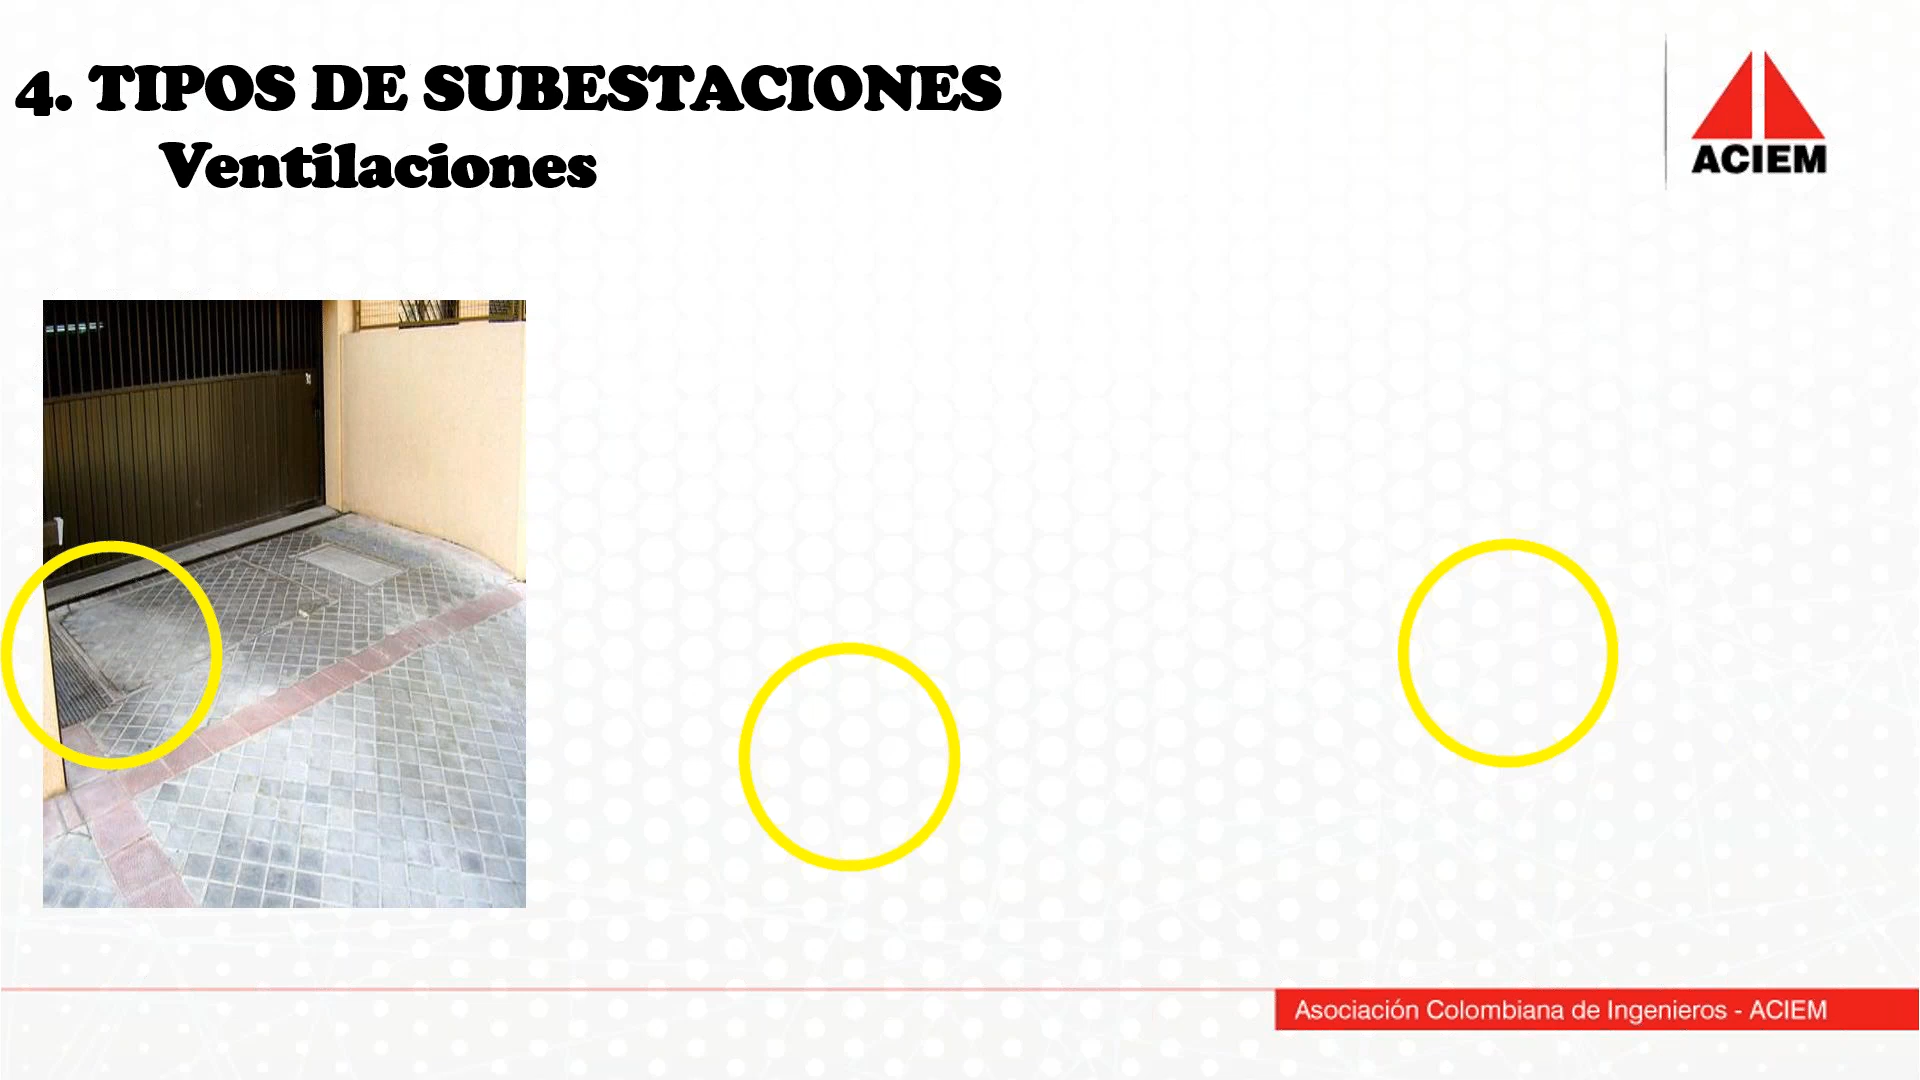 4. TIPOS DE SUBESTACIONES
Ventilaciones
ACIEM
Asociación Colombiana de Ingenieros - ACIEM